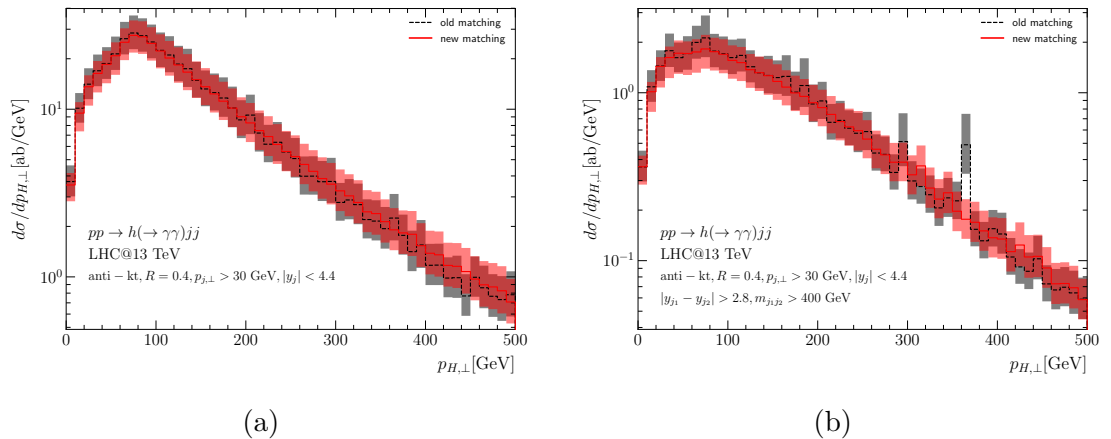 old matching
new matching
10¹
10⁰
dσ/dp_{H,⊥}[ab/GeV]
pp → h(→ γγ)jj
LHC@13 TeV
anti − kt, R = 0.4, p_{j,⊥} > 30 GeV, |y_j| < 4.4
0 100 200 300 400 500
p_{H,⊥}[GeV]
(a)
old matching
new matching
10⁰
10⁻¹
dσ/dp_{H,⊥}[ab/GeV]
pp → h(→ γγ)jj
LHC@13 TeV
anti − kt, R = 0.4, p_{j,⊥} > 30 GeV, |y_j| < 4.4
|y_{j1} − y_{j2}| > 2.8, m_{j1j2} > 400 GeV
0 100 200 300 400 500
p_{H,⊥}[GeV]
(b)